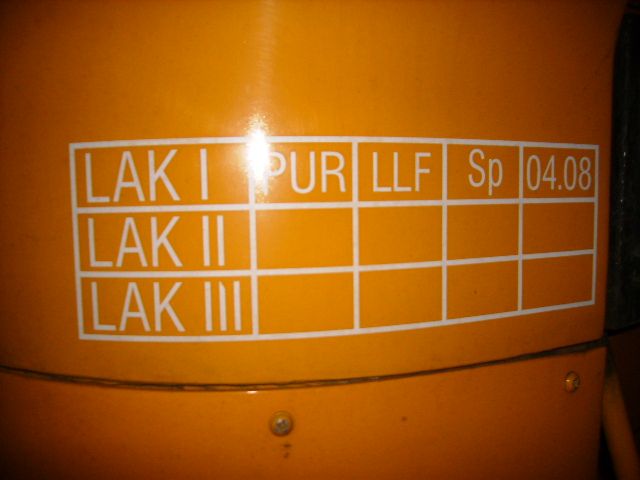 LAK I PUR LLF Sp 04.08
LAK II
LAK III